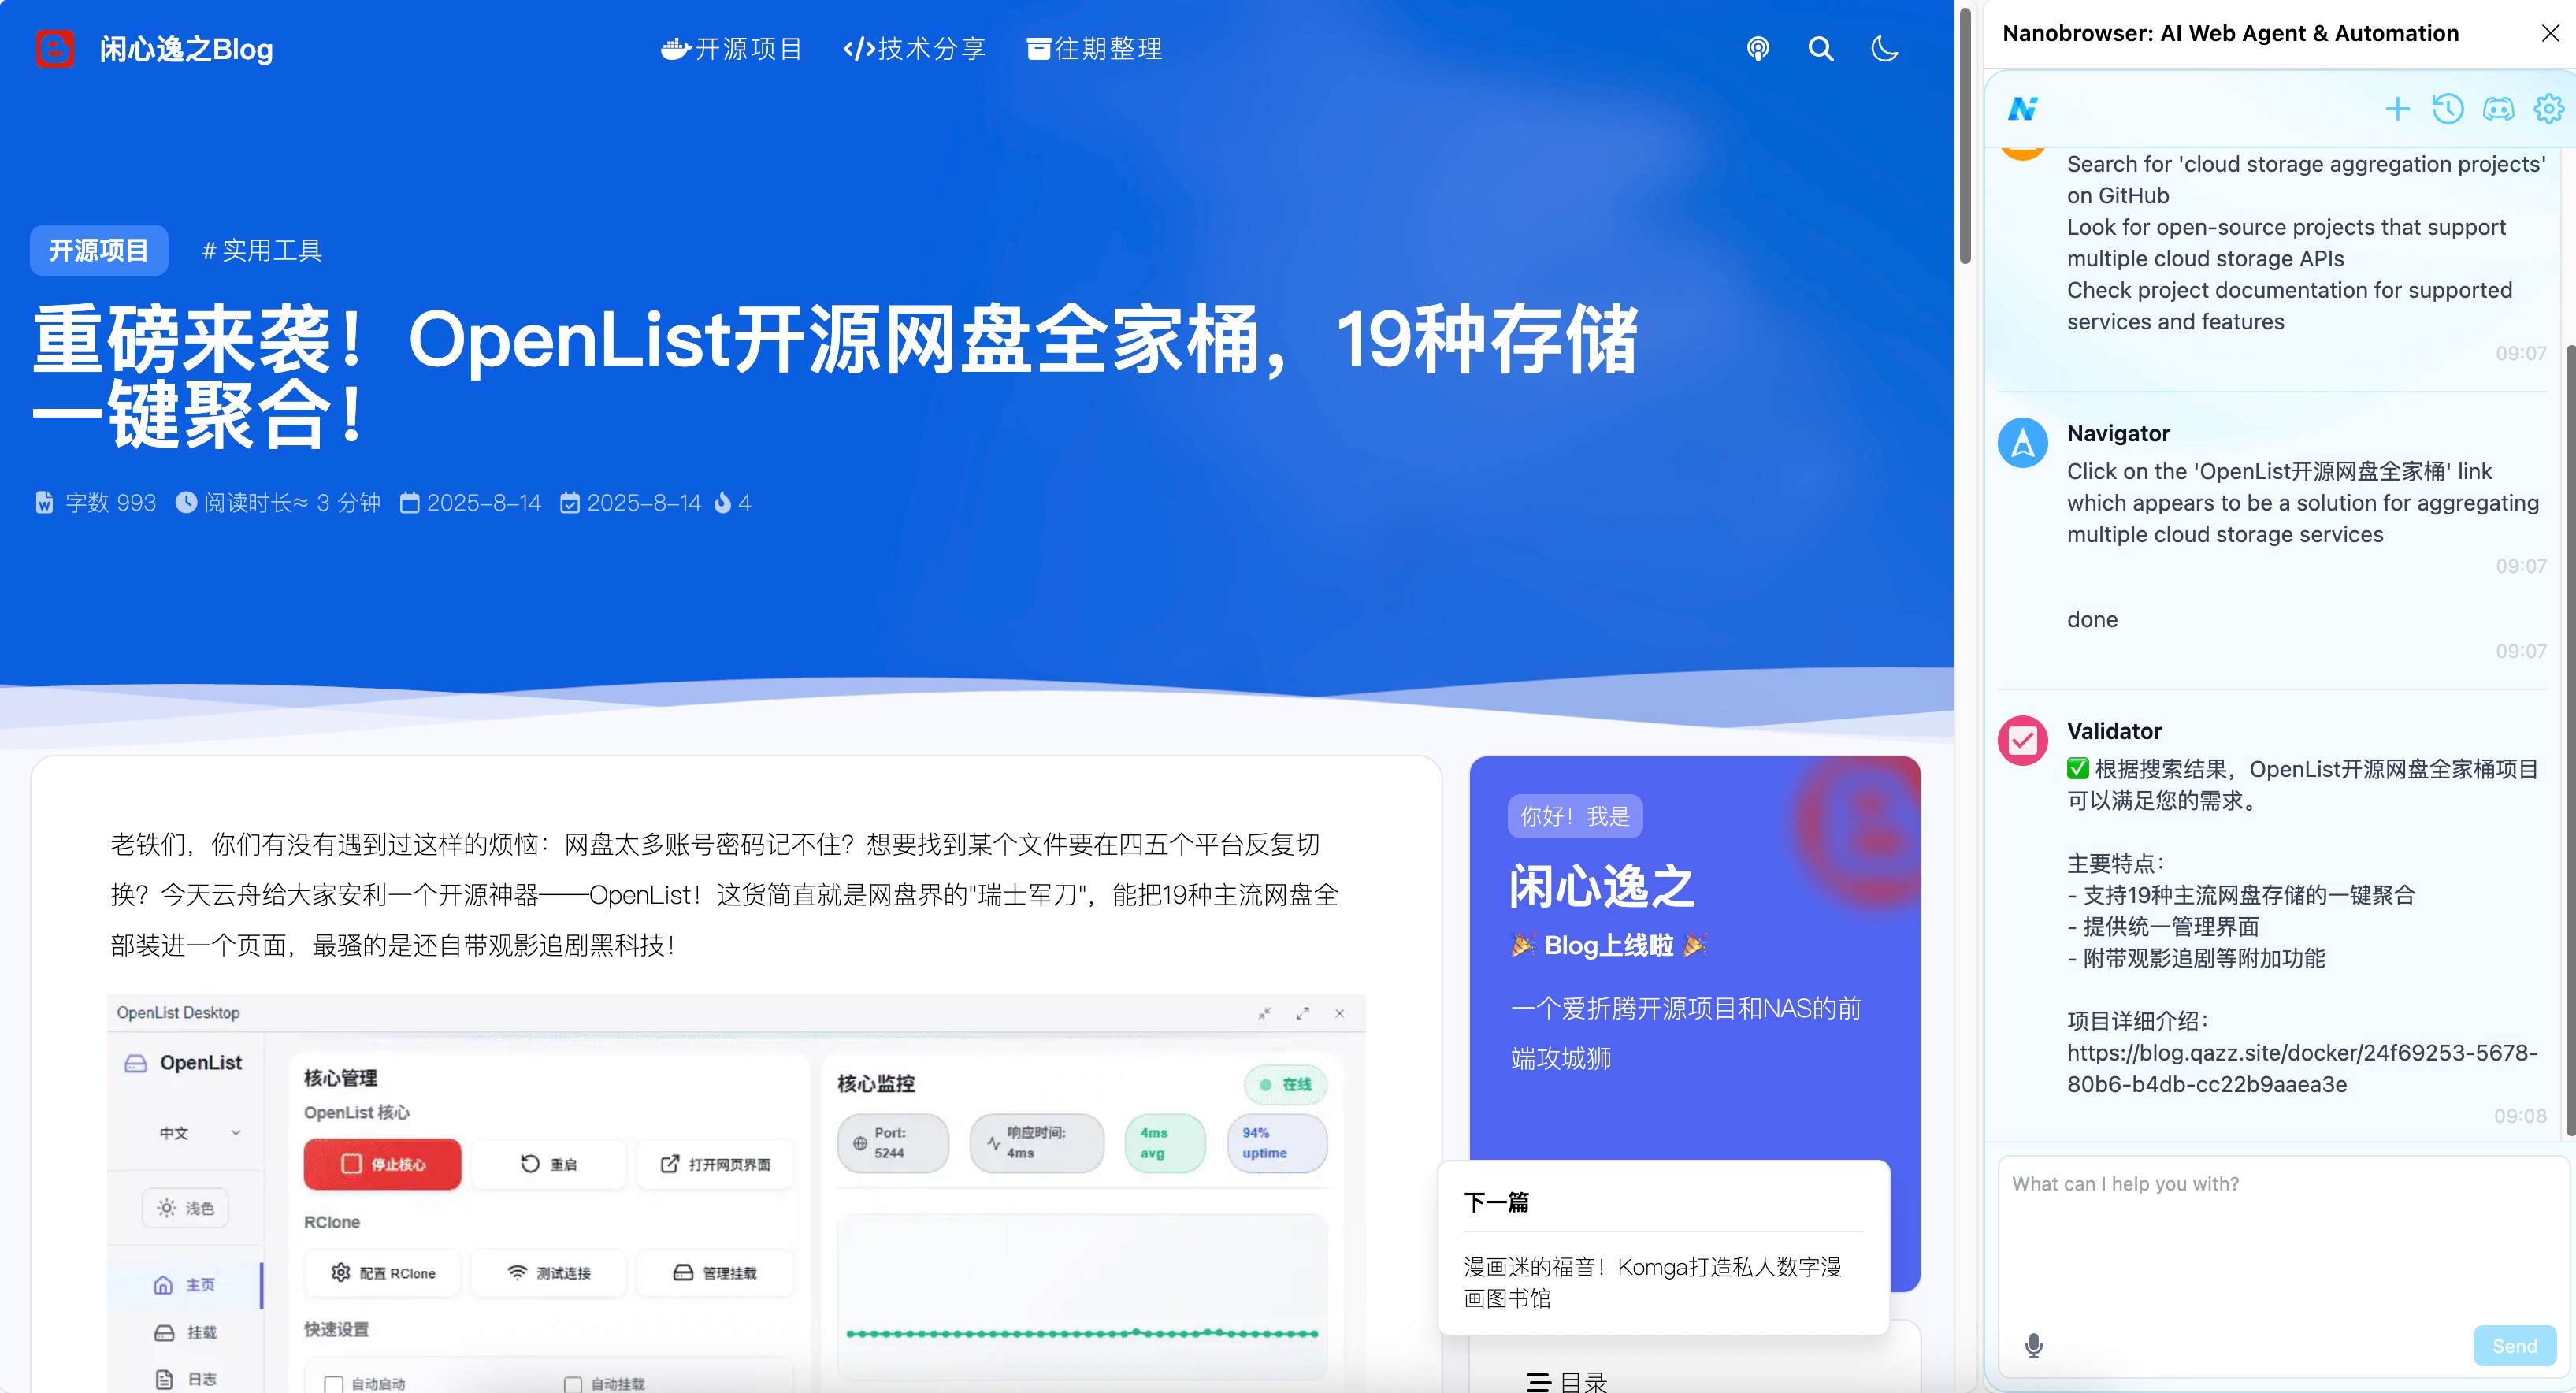 闲心逸之Blog
开源项目
技术分享
往期整理
开源项目
# 实用工具
重磅来袭！OpenList开源网盘全家桶，19种存储
一键聚合！
字数 993 阅读时长≈ 3 分钟 2025-8-14 2025-8-14 4
老铁们，你们有没有遇到过这样的烦恼：网盘太多账号密码记不住？想要找到某个文件要在四五个平台反复切
换？今天云舟给大家安利一个开源神器——OpenList！这货简直就是网盘界的"瑞士军刀"，能把19种主流网盘全
部装进一个页面，最骚的是还自带观影追剧黑科技！
OpenList Desktop
OpenList
中文
浅色
主页
挂载
日志
核心管理
OpenList 核心
停止核心
重启
打开网页界面
RClone
配置 RClone
测试连接
管理挂载
快速设置
自动启动
自动挂载
核心监控
在线
Port:
5244
响应时间:
4ms
4ms
avg
94%
uptime
你好！我是
闲心逸之
🎉 Blog上线啦 🎉
一个爱折腾开源项目和NAS的前
端攻城狮
下一篇
漫画迷的福音！Komga打造私人数字漫
画图书馆
目录
Nanobrowser: AI Web Agent & Automation
Search for 'cloud storage aggregation projects'
on GitHub
Look for open-source projects that support
multiple cloud storage APIs
Check project documentation for supported
services and features
09:07
Navigator
Click on the 'OpenList开源网盘全家桶' link
which appears to be a solution for aggregating
multiple cloud storage services
09:07
done
09:07
Validator
✅ 根据搜索结果，OpenList开源网盘全家桶项目
可以满足您的需求。
主要特点：
- 支持19种主流网盘存储的一键聚合
- 提供统一管理界面
- 附带观影追剧等附加功能
项目详细介绍：
https://blog.qazz.site/docker/24f69253-5678-
80b6-b4db-cc22b9aaea3e
09:08
What can I help you with?
Send